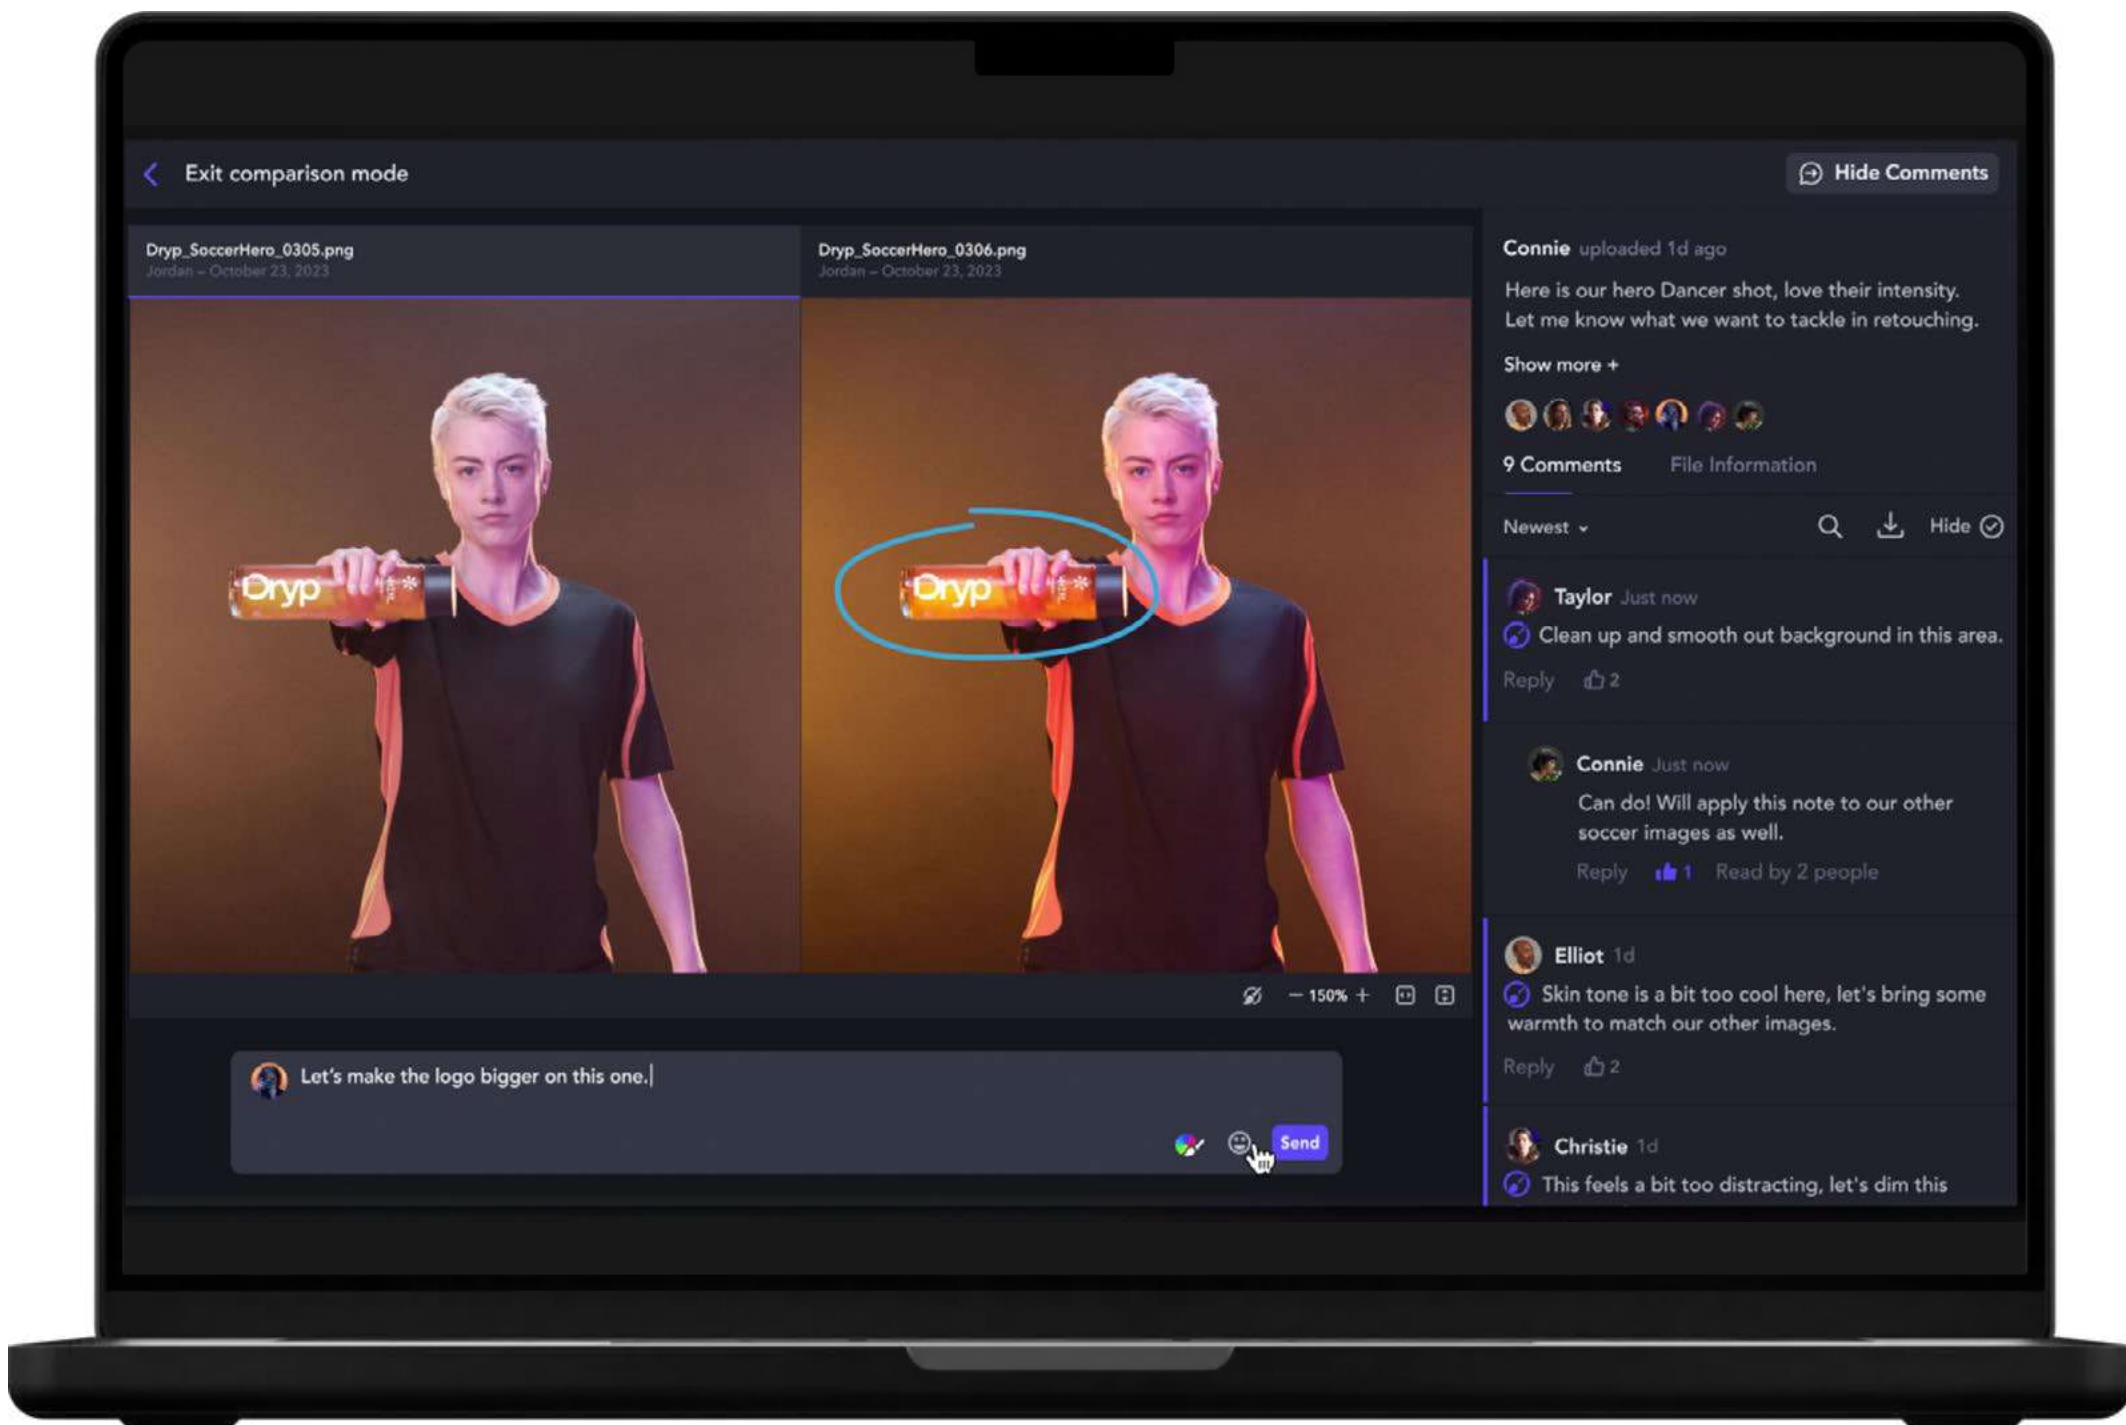 Exit comparison mode
Hide Comments
Dryp_SoccerHero_0305.png
Jordan – October 23, 2023
Dryp_SoccerHero_0306.png
Jordan – October 23, 2023
Dryp
Dryp
150%
Let's make the logo bigger on this one.
Send
Connie uploaded 1d ago
Here is our hero Dancer shot, love their intensity.
Let me know what we want to tackle in retouching.
Show more +
9 Comments File Information
Newest
Hide
Taylor Just now
Clean up and smooth out background in this area.
Reply 2
Connie Just now
Can do! Will apply this note to our other
soccer images as well.
Reply 1 Read by 2 people
Elliot 1d
Skin tone is a bit too cool here, let's bring some
warmth to match our other images.
Reply 2
Christie 1d
This feels a bit too distracting, let's dim this